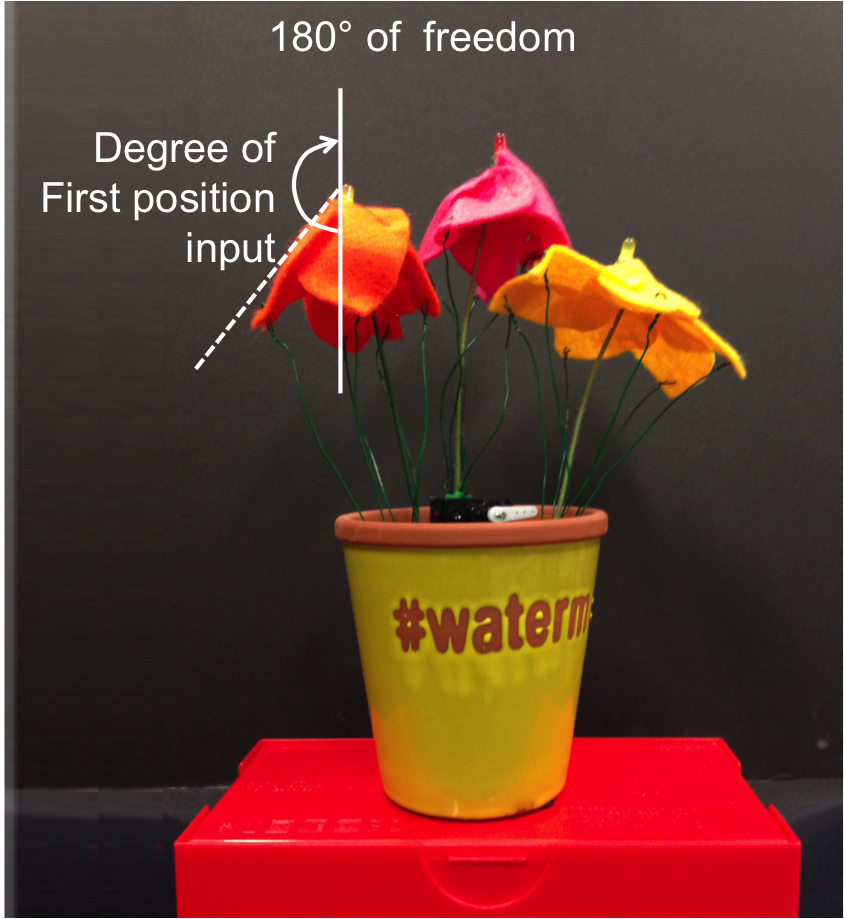 180° of freedom
Degree of
First position
input
#waterm